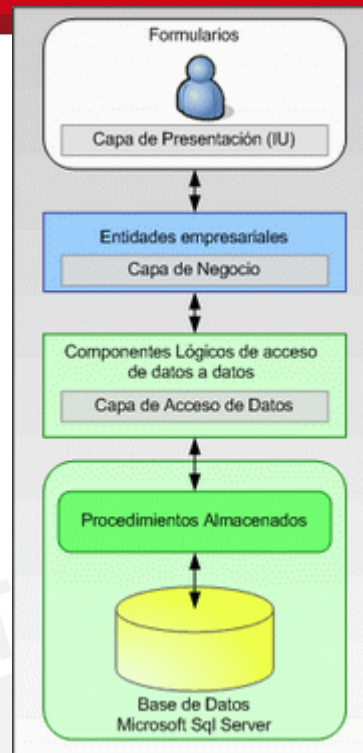 Formularios
Capa de Presentación (IU)
Entidades empresariales
Capa de Negocio
Componentes Lógicos de acceso
de datos a datos
Capa de Acceso de Datos
Procedimientos Almacenados
Base de Datos
Microsoft Sql Server